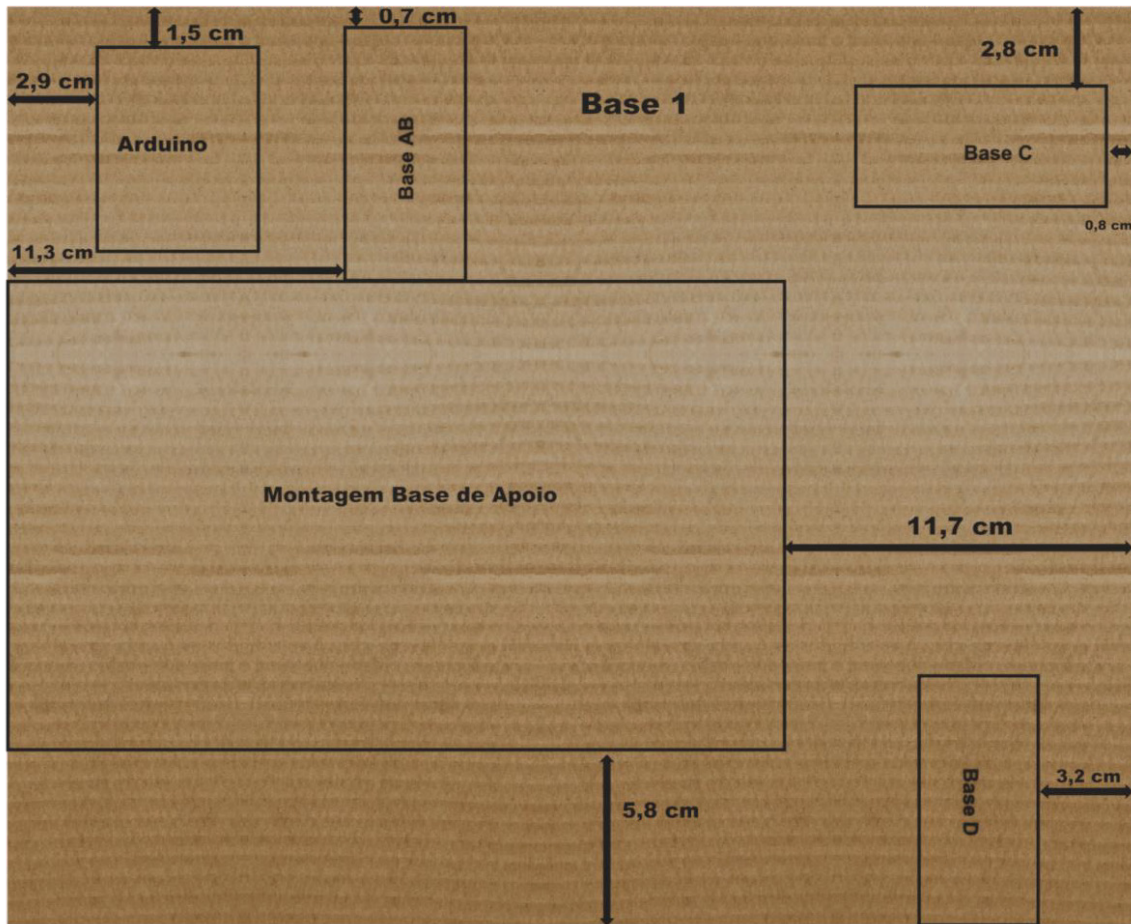 0,7 cm
1,5 cm
2,8 cm
2,9 cm
Base 1
Arduino
Base AB
Base C
0,8 cm
11,3 cm
Montagem Base de Apoio
11,7 cm
3,2 cm
Base D
5,8 cm